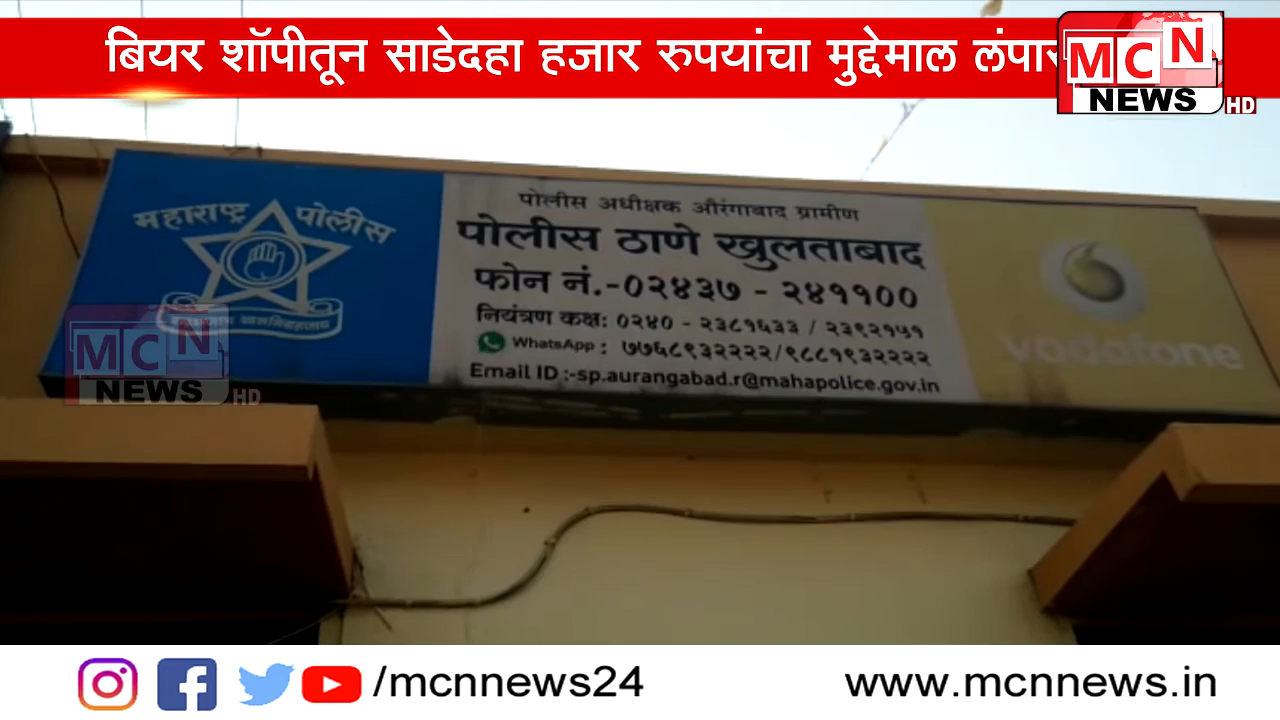 बियर शॉपीतून साडेदहा हजार रुपयांचा मुद्देमाल
MCN
NEWS HD
महाराष्ट्र पोलीस
पोलीस अधीक्षक औरंगाबाद ग्रामीण
पोलीस ठाणे खुलताबाद
फोन नं.-०२४३७ - २४११००
नियंत्रण कक्ष: ०२४० - २३८१६३३ / २३९२१५१
WhatsApp : ७७६८९३२२२२/९८८१९३२२२२
Email ID :-sp.aurangabad.r@mahapolice.gov.in
vodafone
MCN
NEWS HD
/mcnnews24
www.mcnnews.in